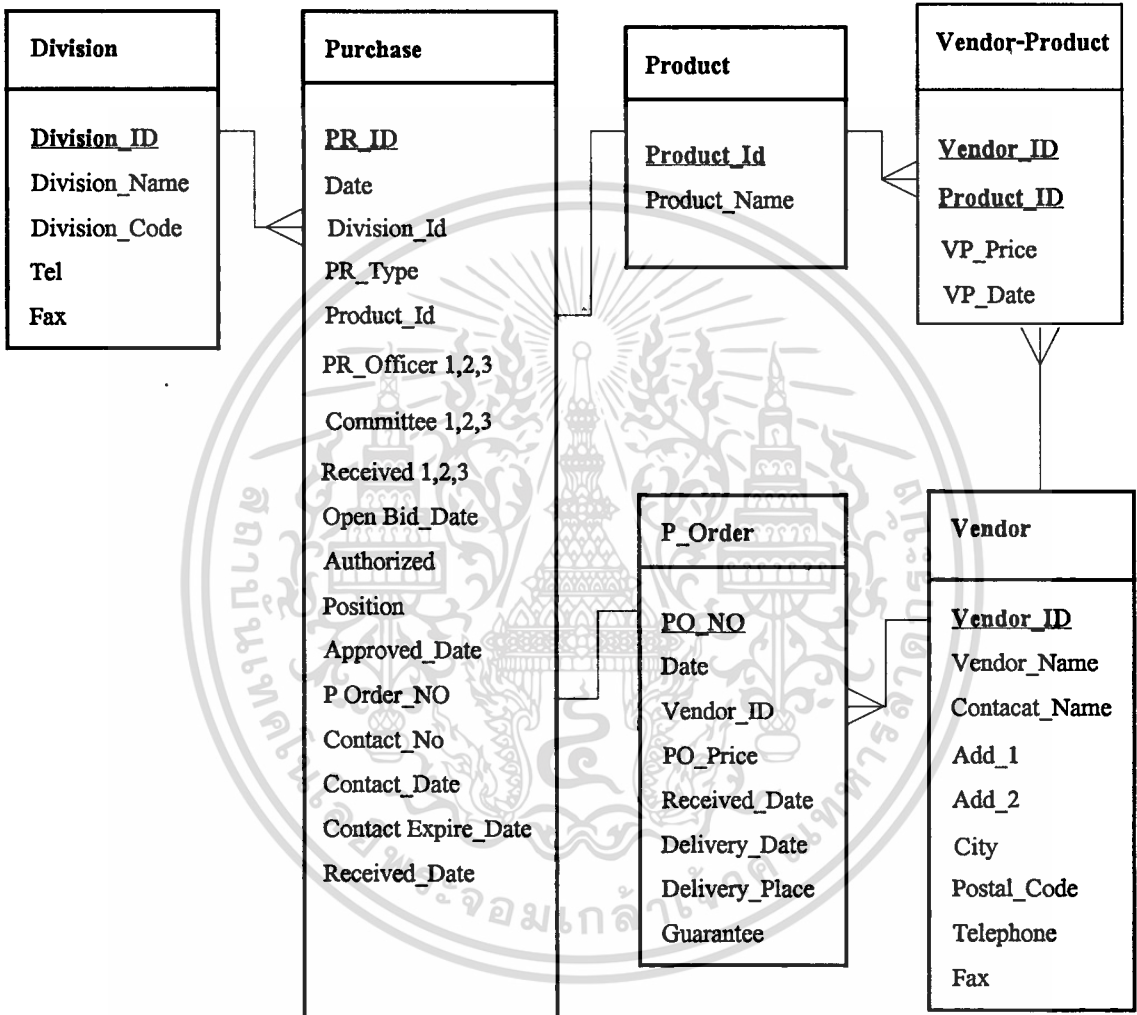 Division
Division_ID
Division_Name
Division_Code
Tel
Fax
Purchase
PR_ID
Date
Division_Id
PR_Type
Product_Id
PR_Officer 1,2,3
Committee 1,2,3
Received 1,2,3
Open Bid_Date
Authorized
Position
Approved_Date
P Order_NO
Contact_No
Contact_Date
Contact Expire_Date
Received_Date
Product
Product_Id
Product_Name
Vendor-Product
Vendor_ID
Product_ID
VP_Price
VP_Date
P_Order
PO_NO
Date
Vendor_ID
PO_Price
Received_Date
Delivery_Date
Delivery_Place
Guarantee
Vendor
Vendor_ID
Vendor_Name
Contacat_Name
Add_1
Add_2
City
Postal_Code
Telephone
Fax